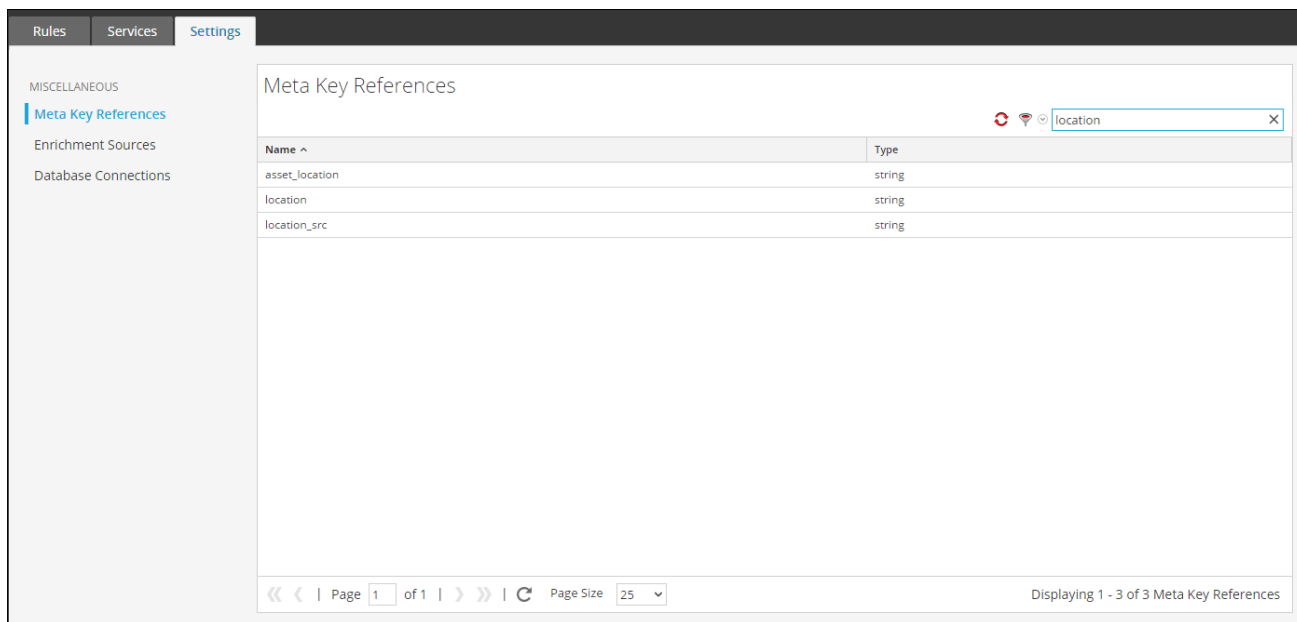 Rules Services Settings
MISCELLANEOUS
Meta Key References
Enrichment Sources
Database Connections
Meta Key References
location
Name Type
asset_location string
location string
location_src string
Page 1 of 1 Page Size 25 Displaying 1 - 3 of 3 Meta Key References